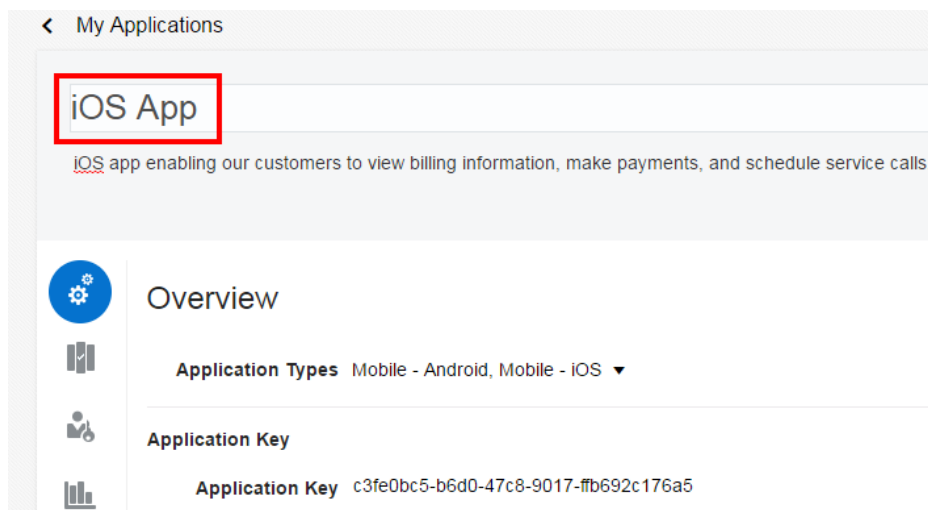 My Applications
iOS App
iOS app enabling our customers to view billing information, make payments, and schedule service calls
Overview
Application Types Mobile - Android, Mobile - iOS
Application Key
Application Key c3fe0bc5-b6d0-47c8-9017-ffb692c176a5